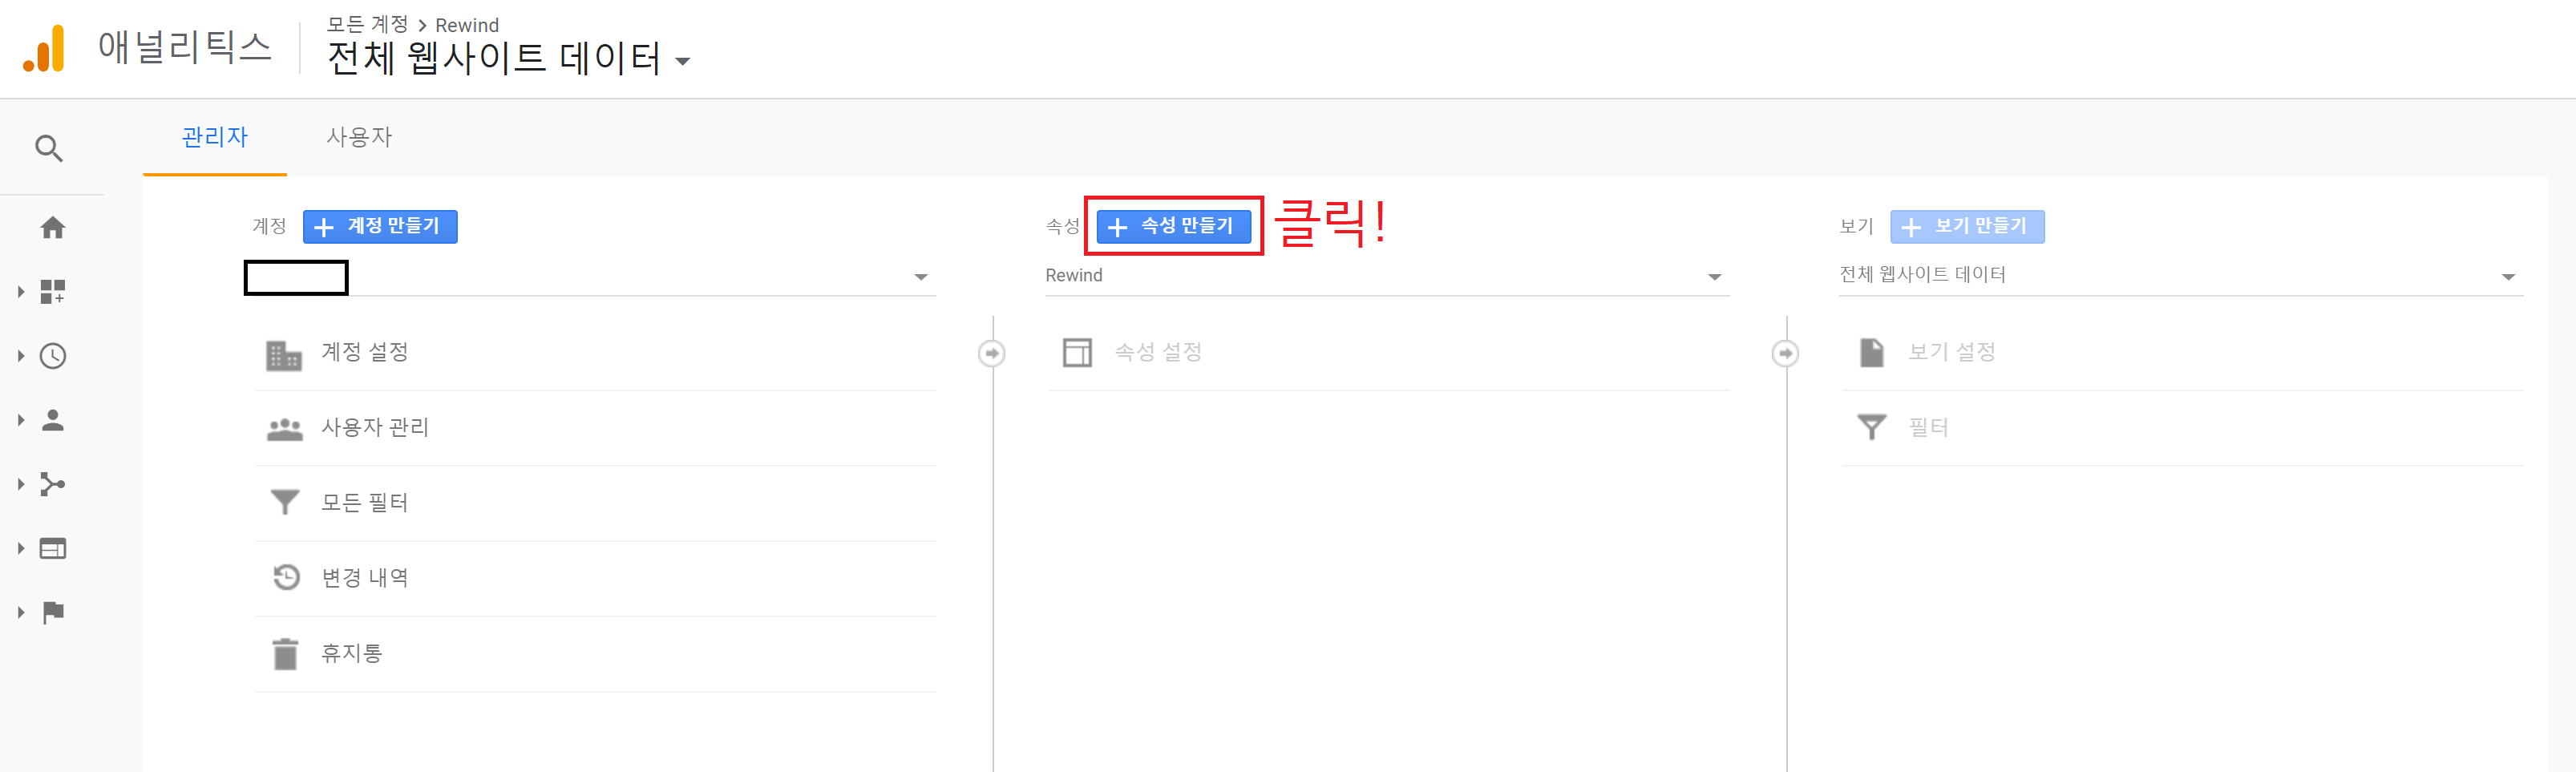 애널리틱스
모든 계정 > Rewind
전체 웹사이트 데이터
관리자
사용자
계정
+ 계정 만들기
계정 설정
사용자 관리
모든 필터
변경 내역
휴지통
속성
+ 속성 만들기
클릭!
Rewind
속성 설정
보기
+ 보기 만들기
전체 웹사이트 데이터
보기 설정
필터